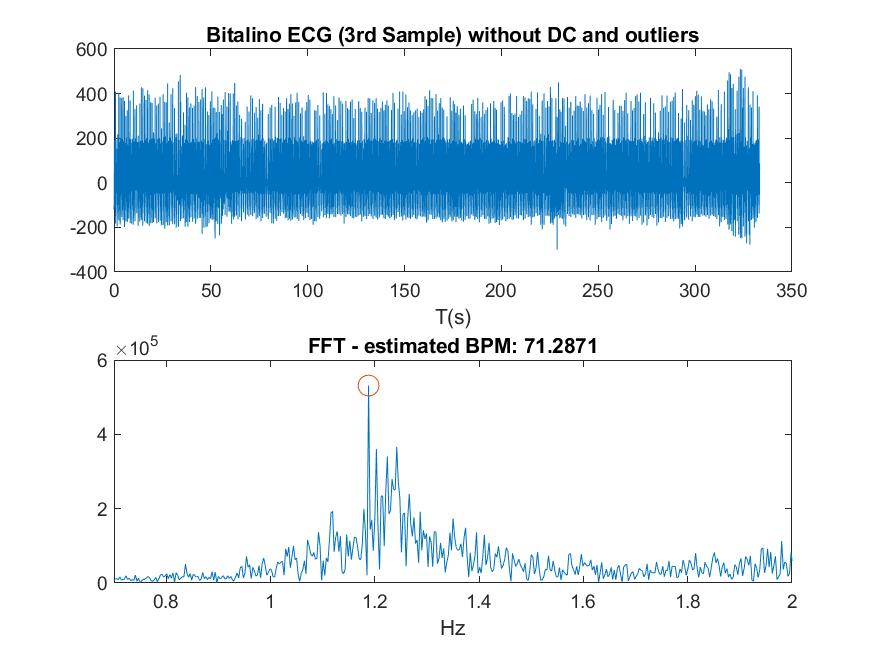 Bitalino ECG (3rd Sample) without DC and outliers
600
400
200
0
-200
-400
0 50 100 150 200 250 300 350
T(s)
×10^5
FFT - estimated BPM: 71.2871
6
4
2
0
0.8 1 1.2 1.4 1.6 1.8 2
Hz